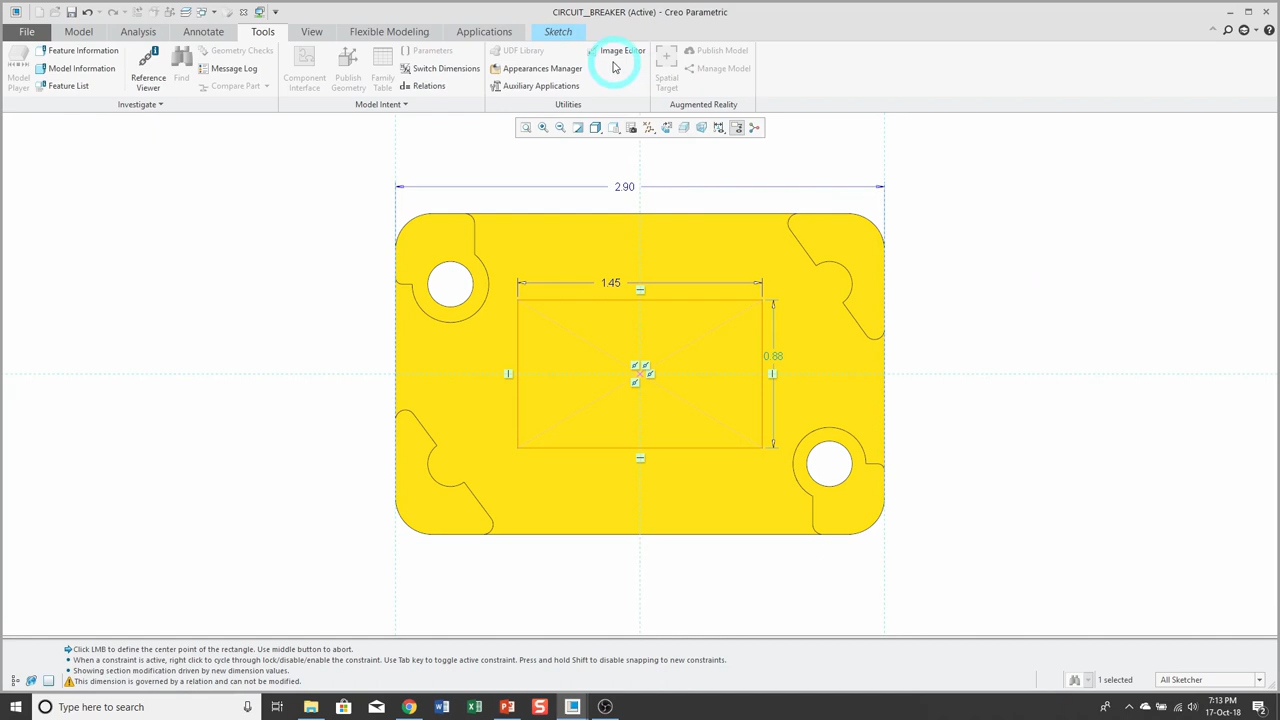 CIRCUIT_BREAKER (Active) - Creo Parametric
File Model Analysis Annotate Tools View Flexible Modeling Applications Sketch
Model Player
Feature Information
Model Information
Feature List
Reference Viewer
Find
Geometry Checks
Message Log
Compare Part
Investigate
Component Interface
Publish Geometry
Family Table
Parameters
Switch Dimensions
Relations
Model Intent
UDF Library
Appearances Manager
Auxiliary Applications
Image Editor
Utilities
Spatial Target
Publish Model
Manage Model
Augmented Reality
2.90
1.45
0.88
Click LMB to define the center point of the rectangle. Use middle button to abort.
When a constraint is active, right click to cycle through lock/disable/enable the constraint. Use Tab key to toggle active constraint. Press and hold Shift to disable snapping to new constraints.
Showing section modification driven by new dimension values.
This dimension is governed by a relation and can not be modified.
1 selected
All Sketcher
Type here to search
7:13 PM
17-Oct-18